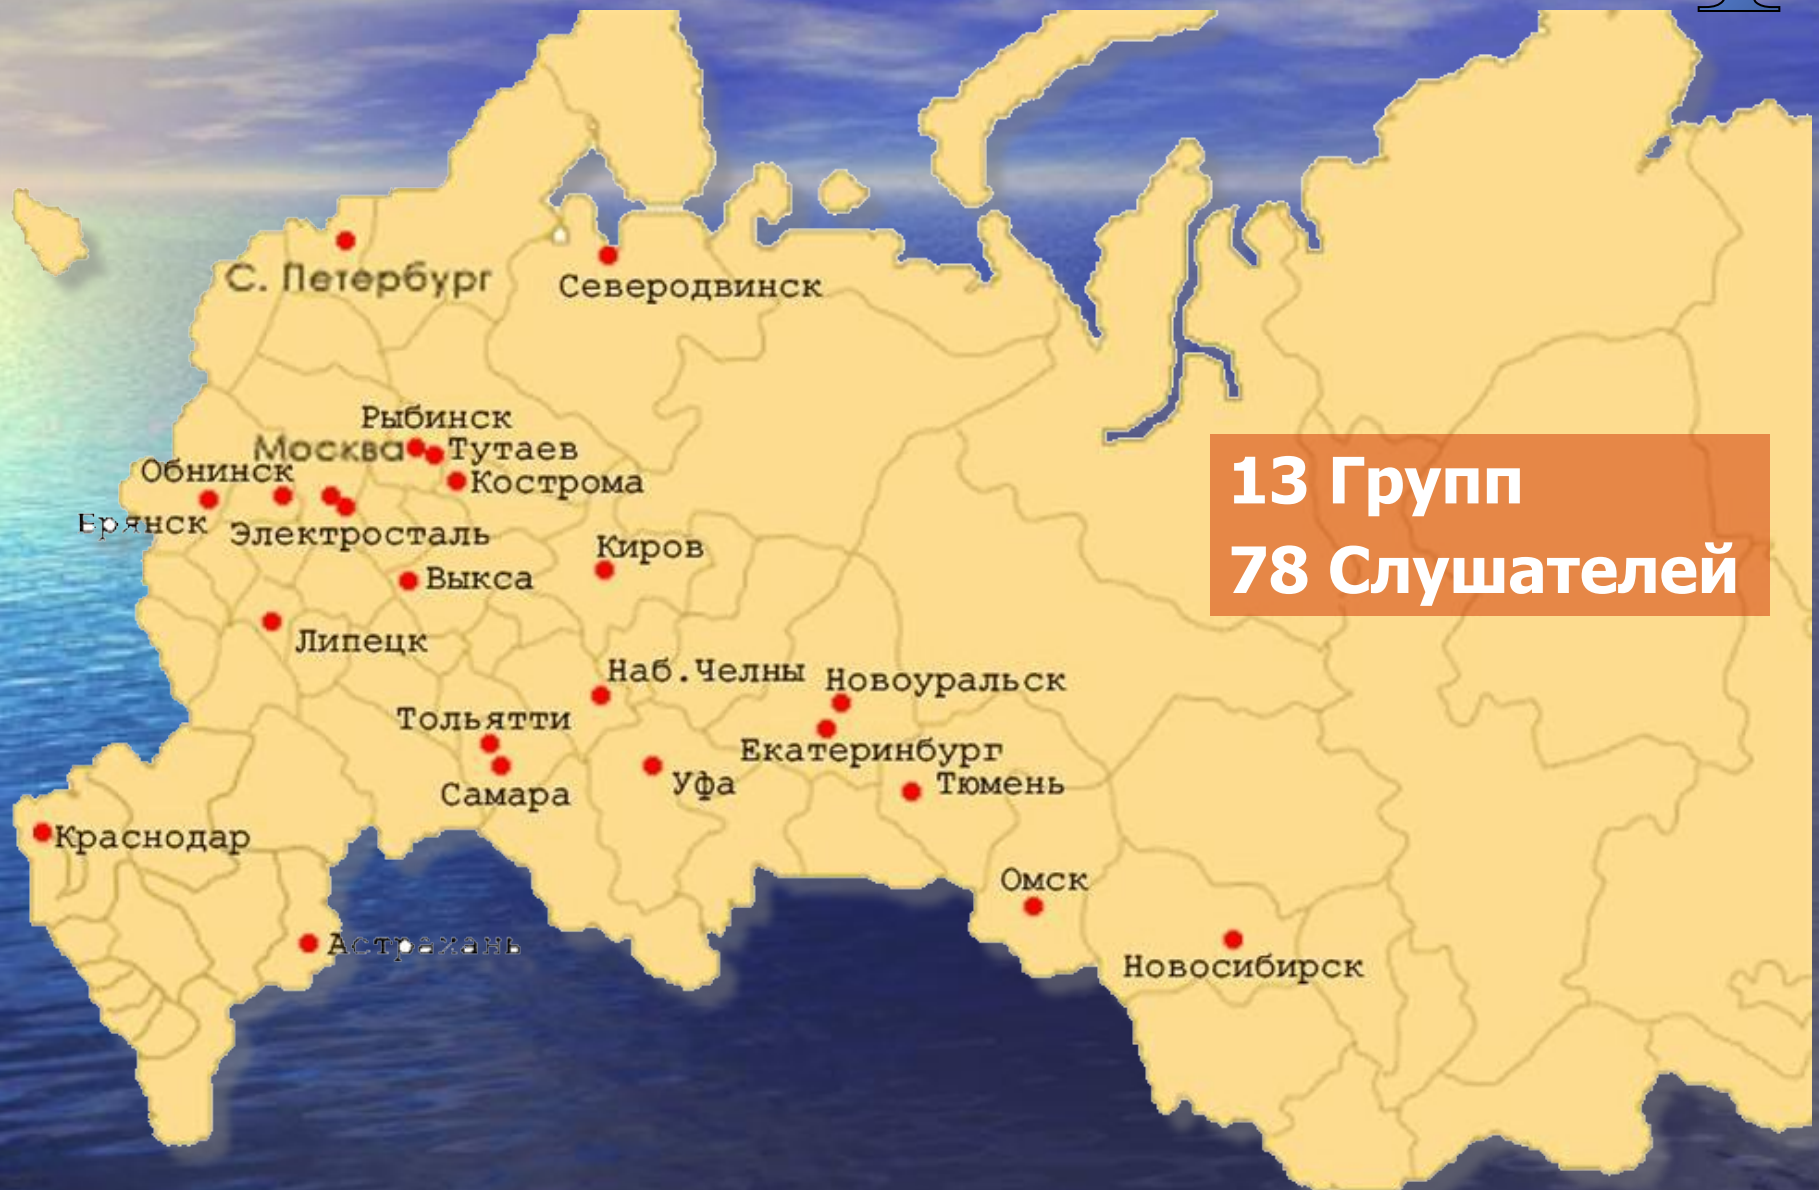 С. Петербург
Северодвинск
Рыбинск
Москва
Тутаев
Обнинск
Кострома
Брянск
Электросталь
Киров
Выкса
Липецк
Наб.Челны
Новоуральск
Тольятти
Екатеринбург
Уфа
Тюмень
Самара
Краснодар
Омск
Астрахань
Новосибирск
13 Групп
78 Слушателей